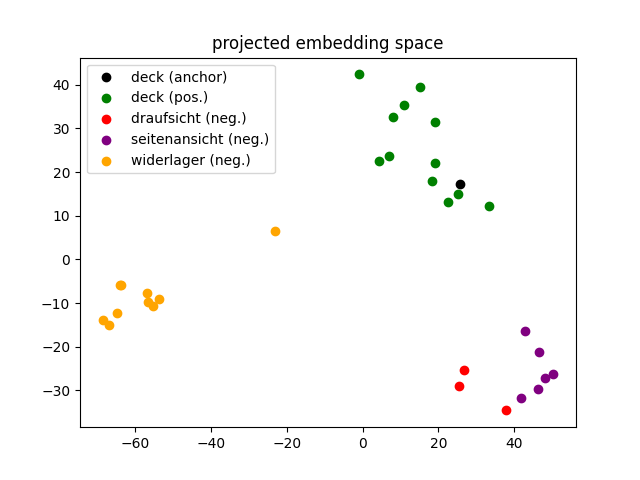 projected embedding space
deck (anchor)
deck (pos.)
draufsicht (neg.)
seitenansicht (neg.)
widerlager (neg.)
40
30
20
10
0
−10
−20
−30
−60 −40 −20 0 20 40